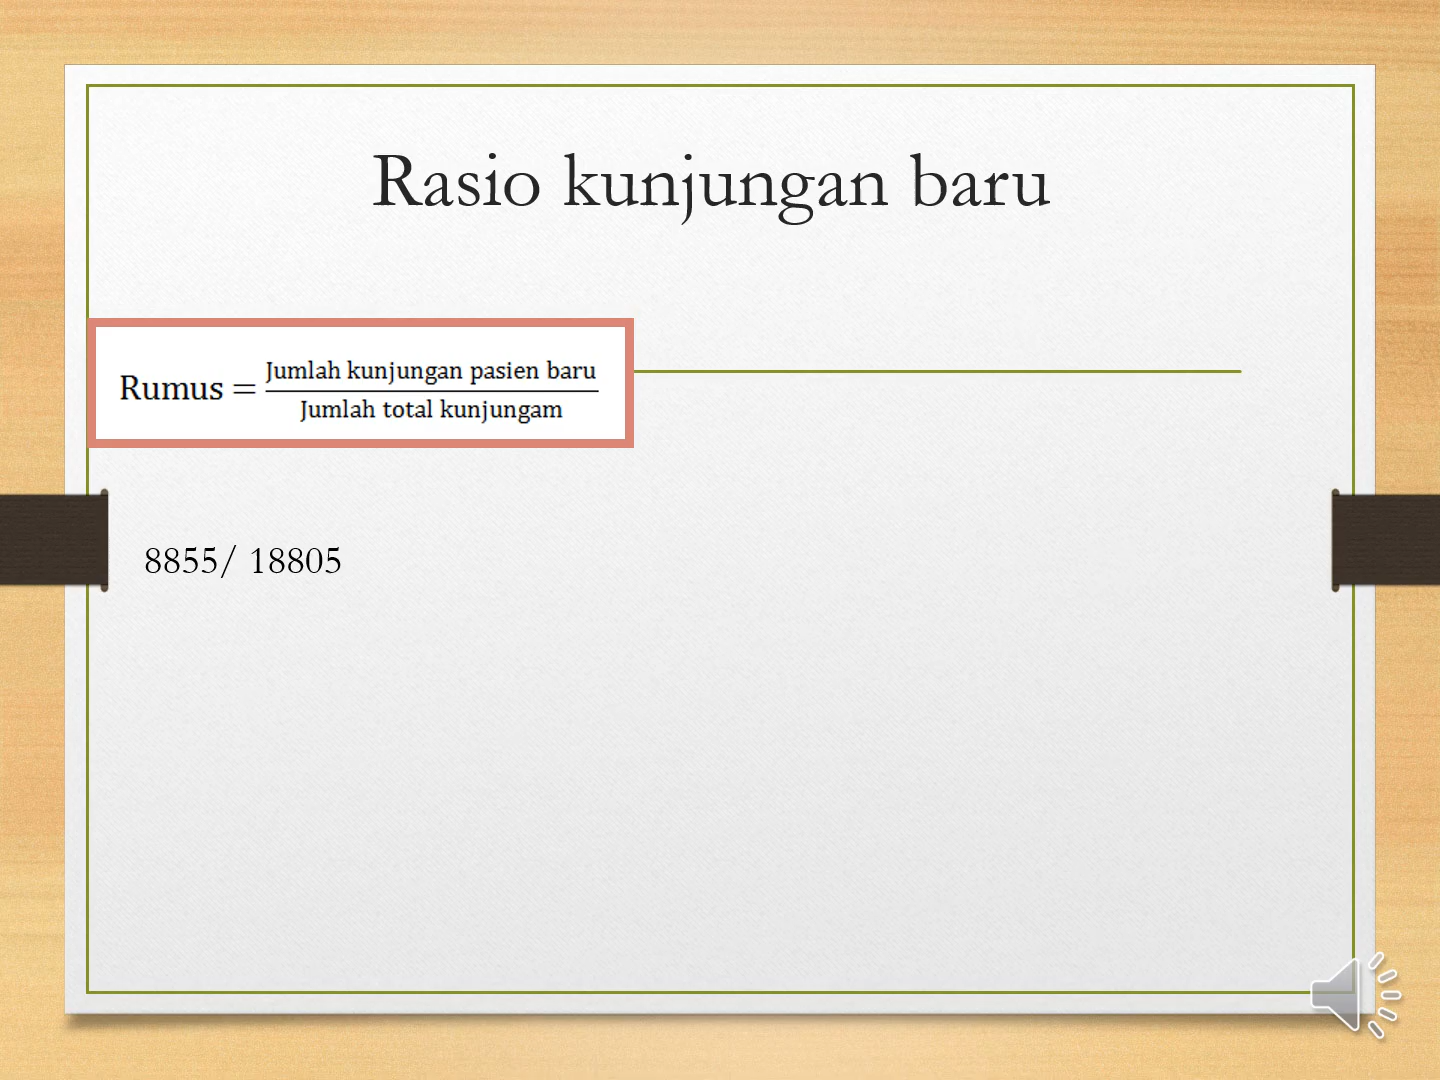 Rasio kunjungan baru
Rumus = Jumlah kunjungan pasien baru
Jumlah total kunjungam
8855/ 18805